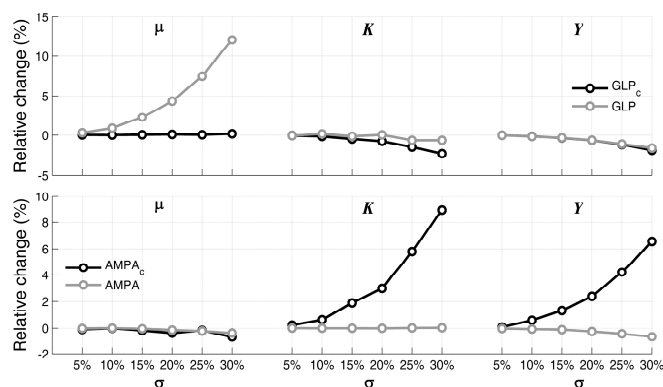 μ K Y
Relative change (%)
15
10
5
0
-5
GLPc
GLP
μ K Y
Relative change (%)
10
8
6
4
2
0
-2
AMPAc
AMPA
5% 10% 15% 20% 25% 30% 5% 10% 15% 20% 25% 30% 5% 10% 15% 20% 25% 30%
σ σ σ